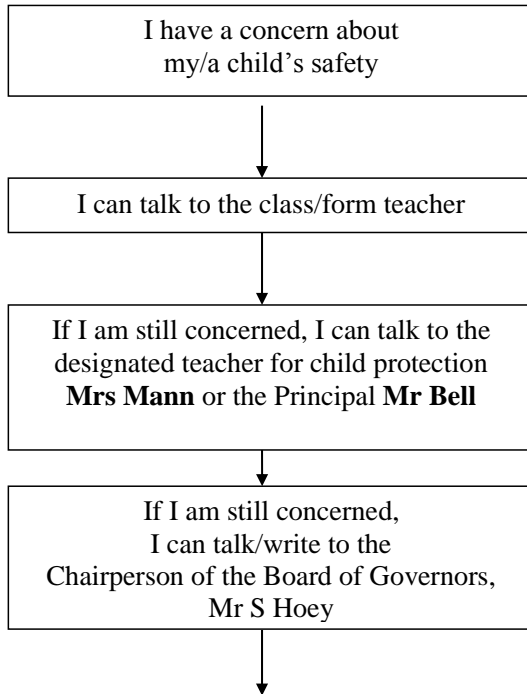 I have a concern about
my/a child’s safety
I can talk to the class/form teacher
If I am still concerned, I can talk to the
designated teacher for child protection
Mrs Mann or the Principal Mr Bell
If I am still concerned,
I can talk/write to the
Chairperson of the Board of Governors,
Mr S Hoey